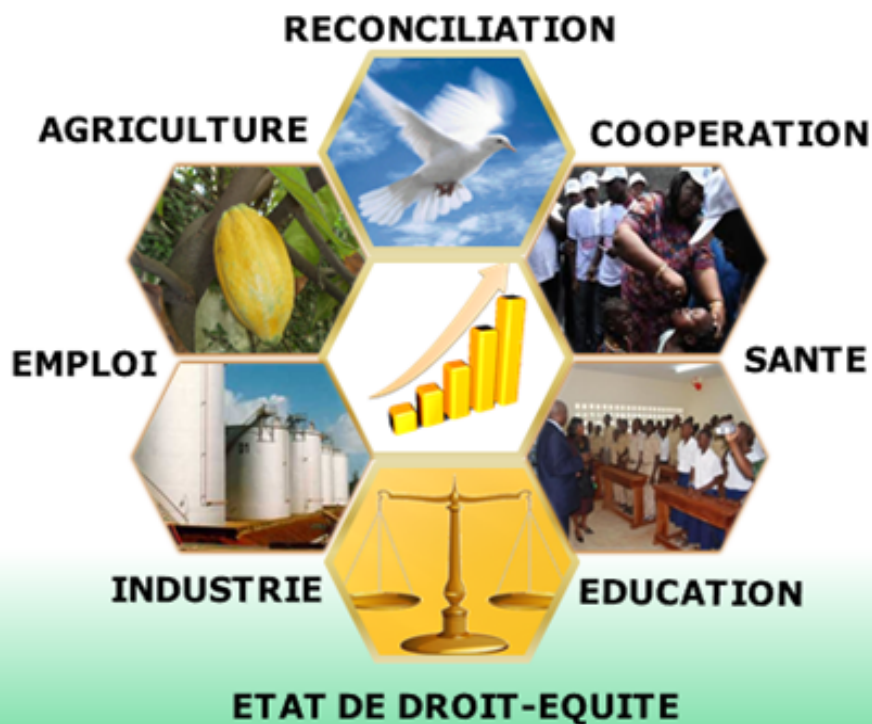 RECONCILIATION
AGRICULTURE
COOPERATION
EMPLOI
SANTE
INDUSTRIE
EDUCATION
ETAT DE DROIT-EQUITE